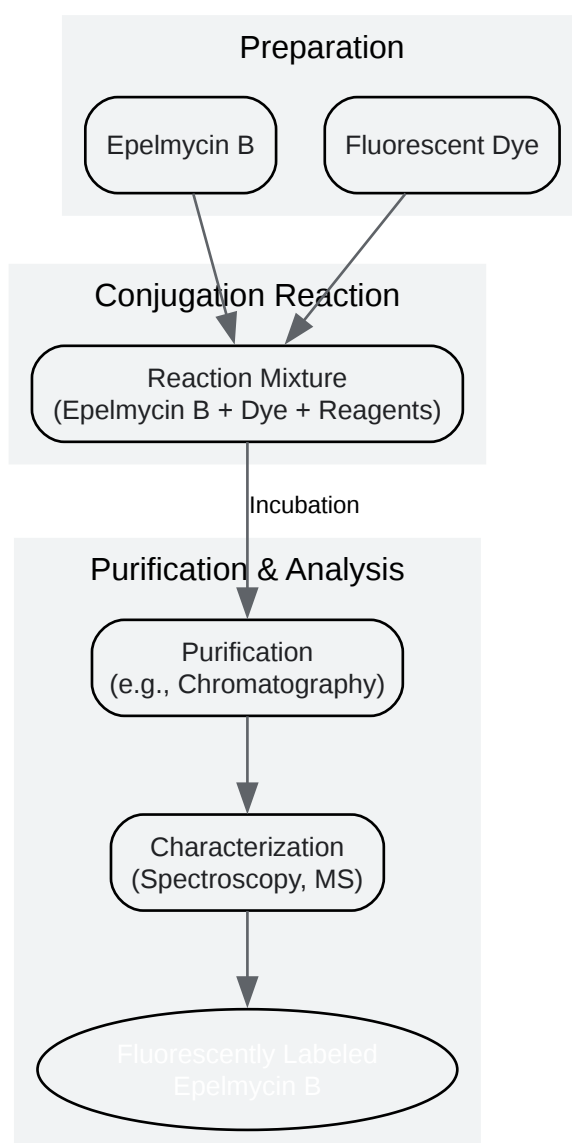 Preparation
Epelmycin B
Fluorescent Dye
Conjugation Reaction
Reaction Mixture
(Epelmycin B + Dye + Reagents)
Incubation
Purification & Analysis
Purification
(e.g., Chromatography)
Characterization
(Spectroscopy, MS)
Fluorescently Labeled
Epelmycin B